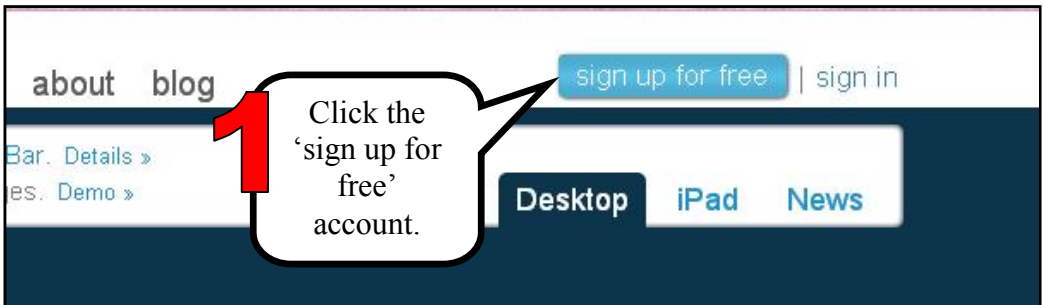 about blog
sign up for free | sign in
1
Click the
‘sign up for
free’
account.
Bar. Details »
es. Demo »
Desktop iPad News